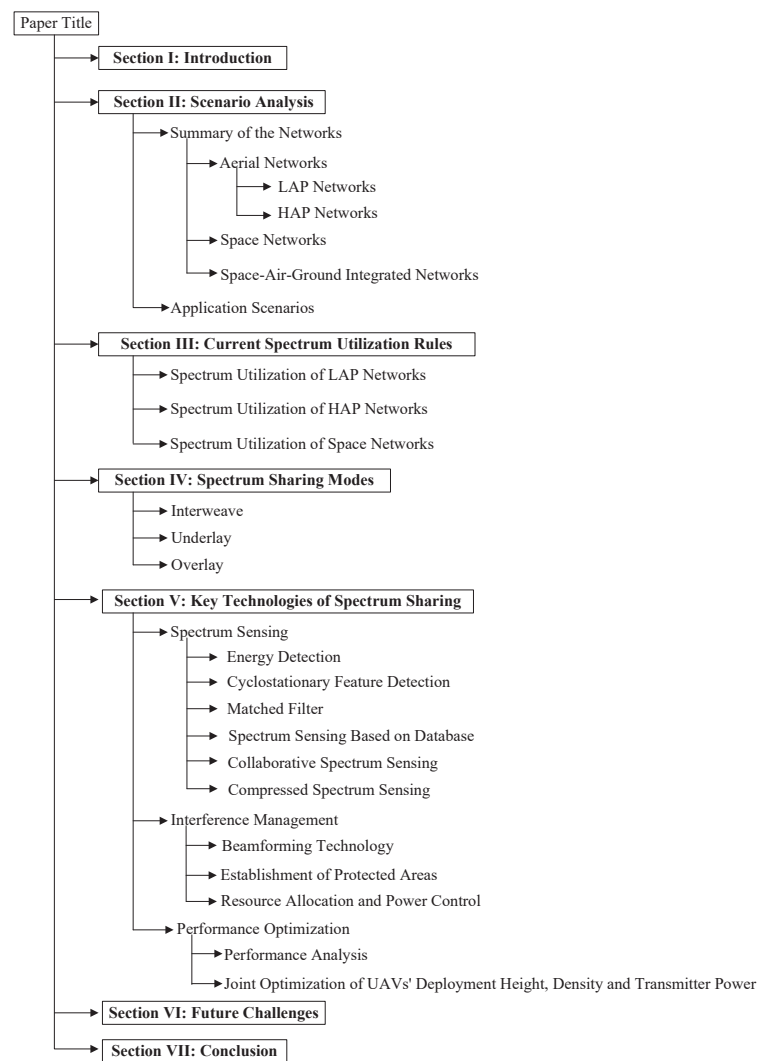 Paper Title
Section I: Introduction
Section II: Scenario Analysis
Summary of the Networks
Aerial Networks
LAP Networks
HAP Networks
Space Networks
Space-Air-Ground Integrated Networks
Application Scenarios
Section III: Current Spectrum Utilization Rules
Spectrum Utilization of LAP Networks
Spectrum Utilization of HAP Networks
Spectrum Utilization of Space Networks
Section IV: Spectrum Sharing Modes
Interweave
Underlay
Overlay
Section V: Key Technologies of Spectrum Sharing
Spectrum Sensing
Energy Detection
Cyclostationary Feature Detection
Matched Filter
Spectrum Sensing Based on Database
Collaborative Spectrum Sensing
Compressed Spectrum Sensing
Interference Management
Beamforming Technology
Establishment of Protected Areas
Resource Allocation and Power Control
Performance Optimization
Performance Analysis
Joint Optimization of UAVs' Deployment Height, Density and Transmitter Power
Section VI: Future Challenges
Section VII: Conclusion